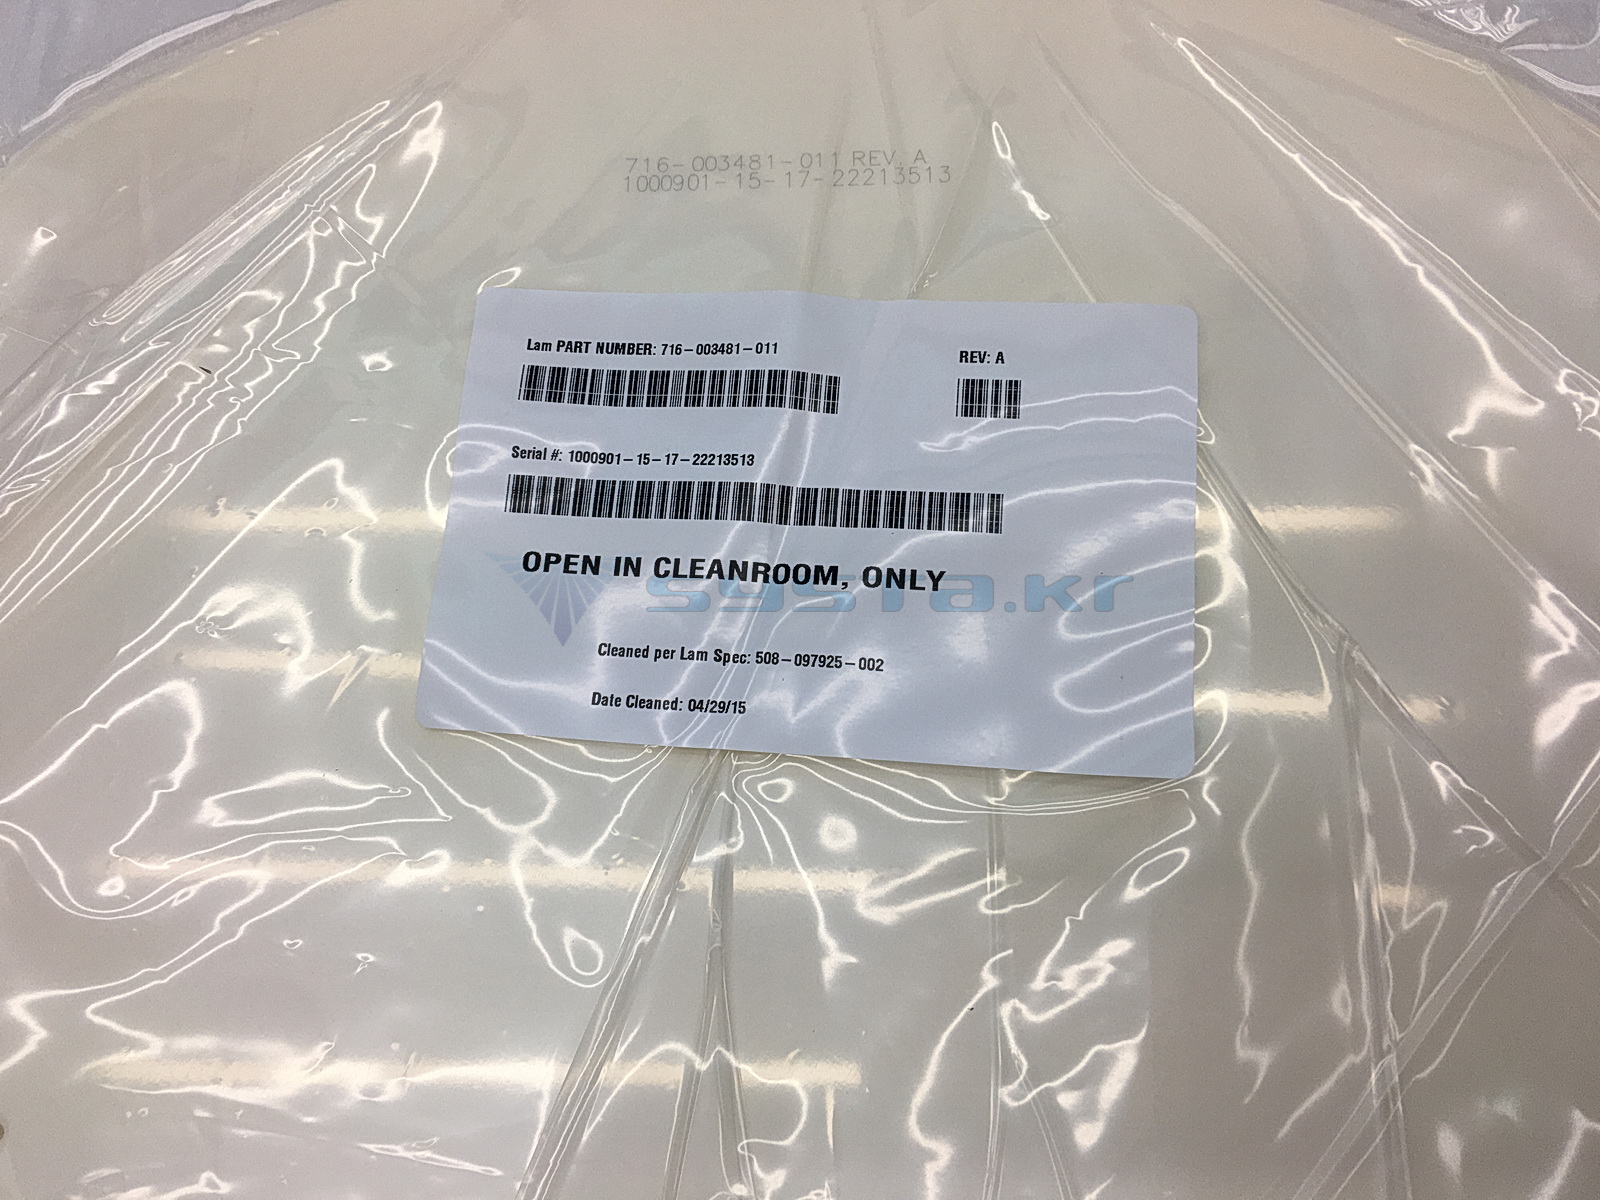 716-003481-011 REV. A
1000901-15-17-22213513
Lam PART NUMBER: 716-003481-011
REV: A
Serial #: 1000901-15-17-22213513
OPEN IN CLEANROOM, ONLY
systa.kr
Cleaned per Lam Spec: 508-097925-002
Date Cleaned: 04/29/15